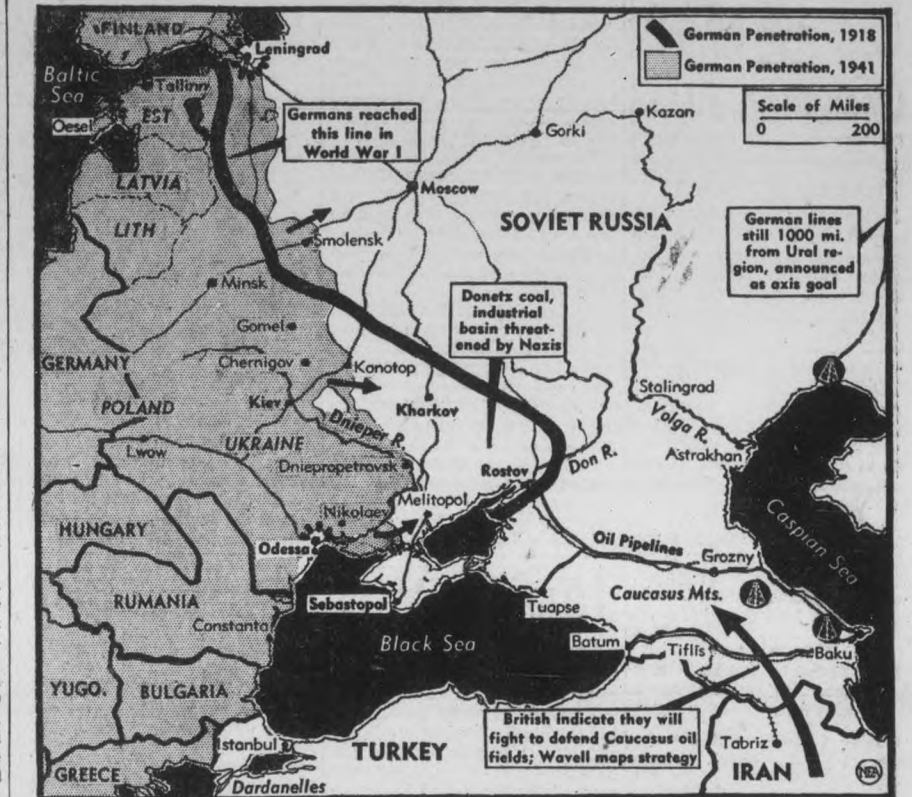 FINLAND
Leningrad
German Penetration, 1918
German Penetration, 1941
Scale of Miles
0 200
Baltic
Sea
Tallinn
EST
Oesel
Germans reached
this line in
World War I
Kazan
Gorki
LATVIA
LITH
Moscow
SOVIET RUSSIA
German lines
still 1000 mi.
from Ural re-
gion, announced
as axis goal
Smolensk
Minsk
Donetz coal,
industrial
basin threat-
ened by Nazis
Gomel
GERMANY
Chernigov
Konotop
Stalingrad
POLAND
Kiev
Kharkov
Dnieper R.
Volga R.
UKRAINE
Lwow
Astrakhan
Dniepropetrovsk
Rostov
Don R.
Melitopol
Nikolaev
HUNGARY
Odessa
Oil Pipelines
Grozny
Caspian Sea
RUMANIA
Sebastopol
Tuapse
Caucasus Mts.
Constanta
Black Sea
Batum
Tiflis
Baku
YUGO.
BULGARIA
British indicate they will
fight to defend Caucasus oil
fields; Wavell maps strategy
Istanbul
TURKEY
Tabriz
IRAN
GREECE
Dardanelles
NEA